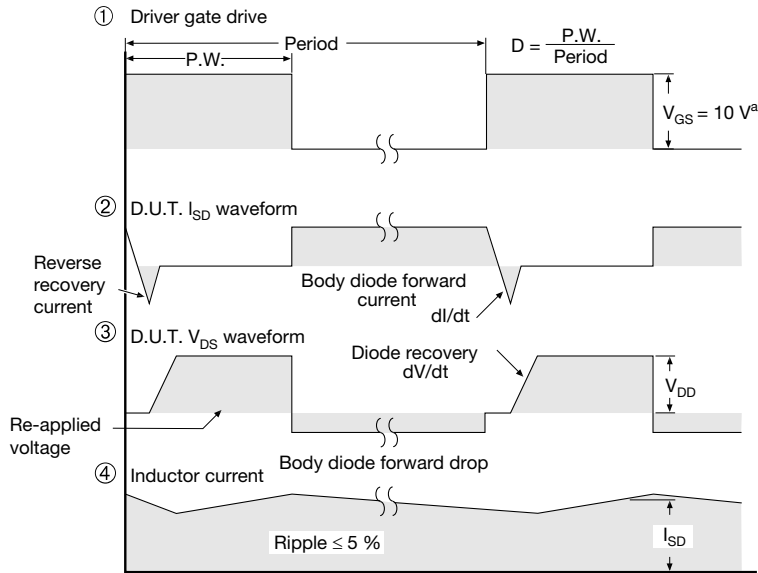 ① Driver gate drive
Period
P.W.
D = P.W. / Period
V_GS = 10 V^a
② D.U.T. I_SD waveform
Reverse
recovery
current
Body diode forward
current
dI/dt
③ D.U.T. V_DS waveform
Diode recovery
dV/dt
V_DD
Re-applied
voltage
Body diode forward drop
④ Inductor current
Ripple ≤ 5 %
I_SD